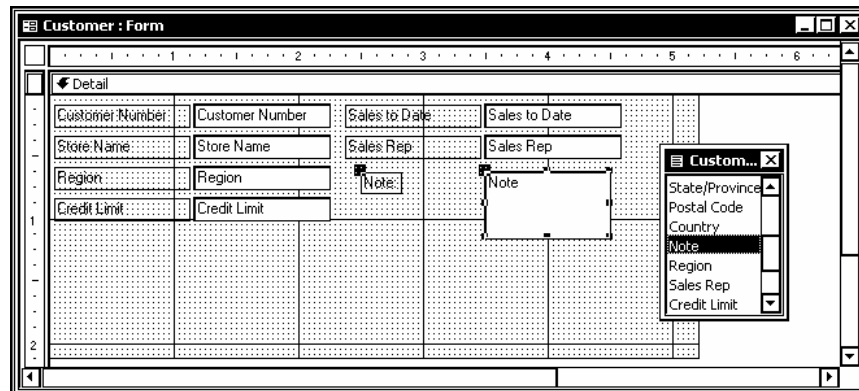 Customer : Form
1 2 3 4 5 6
Detail
Customer Number Customer Number Sales to Date Sales to Date
Store Name Store Name Sales Rep Sales Rep
Region Region Note: Note
Credit Limit Credit Limit
1
2
Custom...
State/Province
Postal Code
Country
Note
Region
Sales Rep
Credit Limit